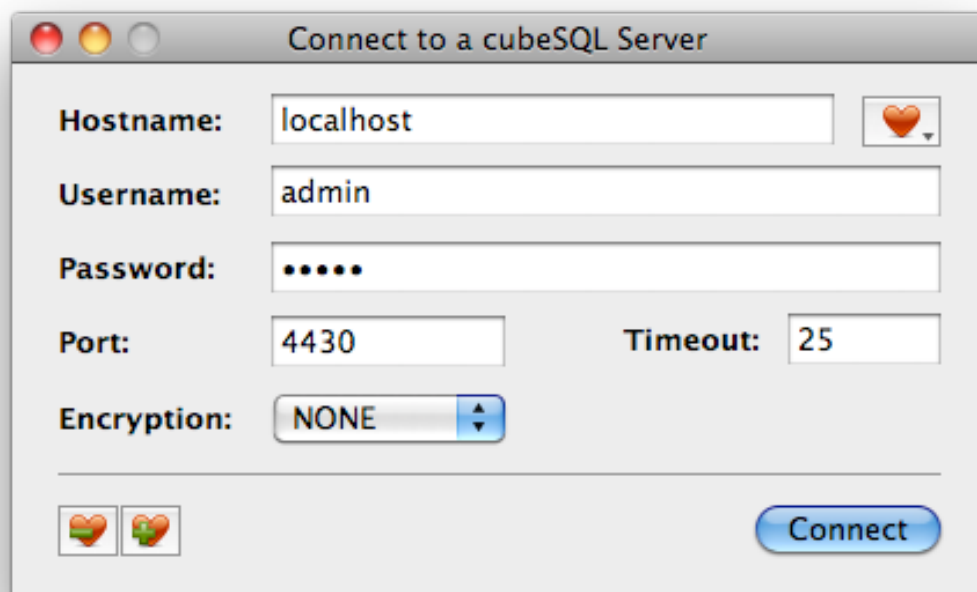 Connect to a cubeSQL Server
Hostname: localhost
Username: admin
Password: •••••
Port: 4430 Timeout: 25
Encryption: NONE
Connect